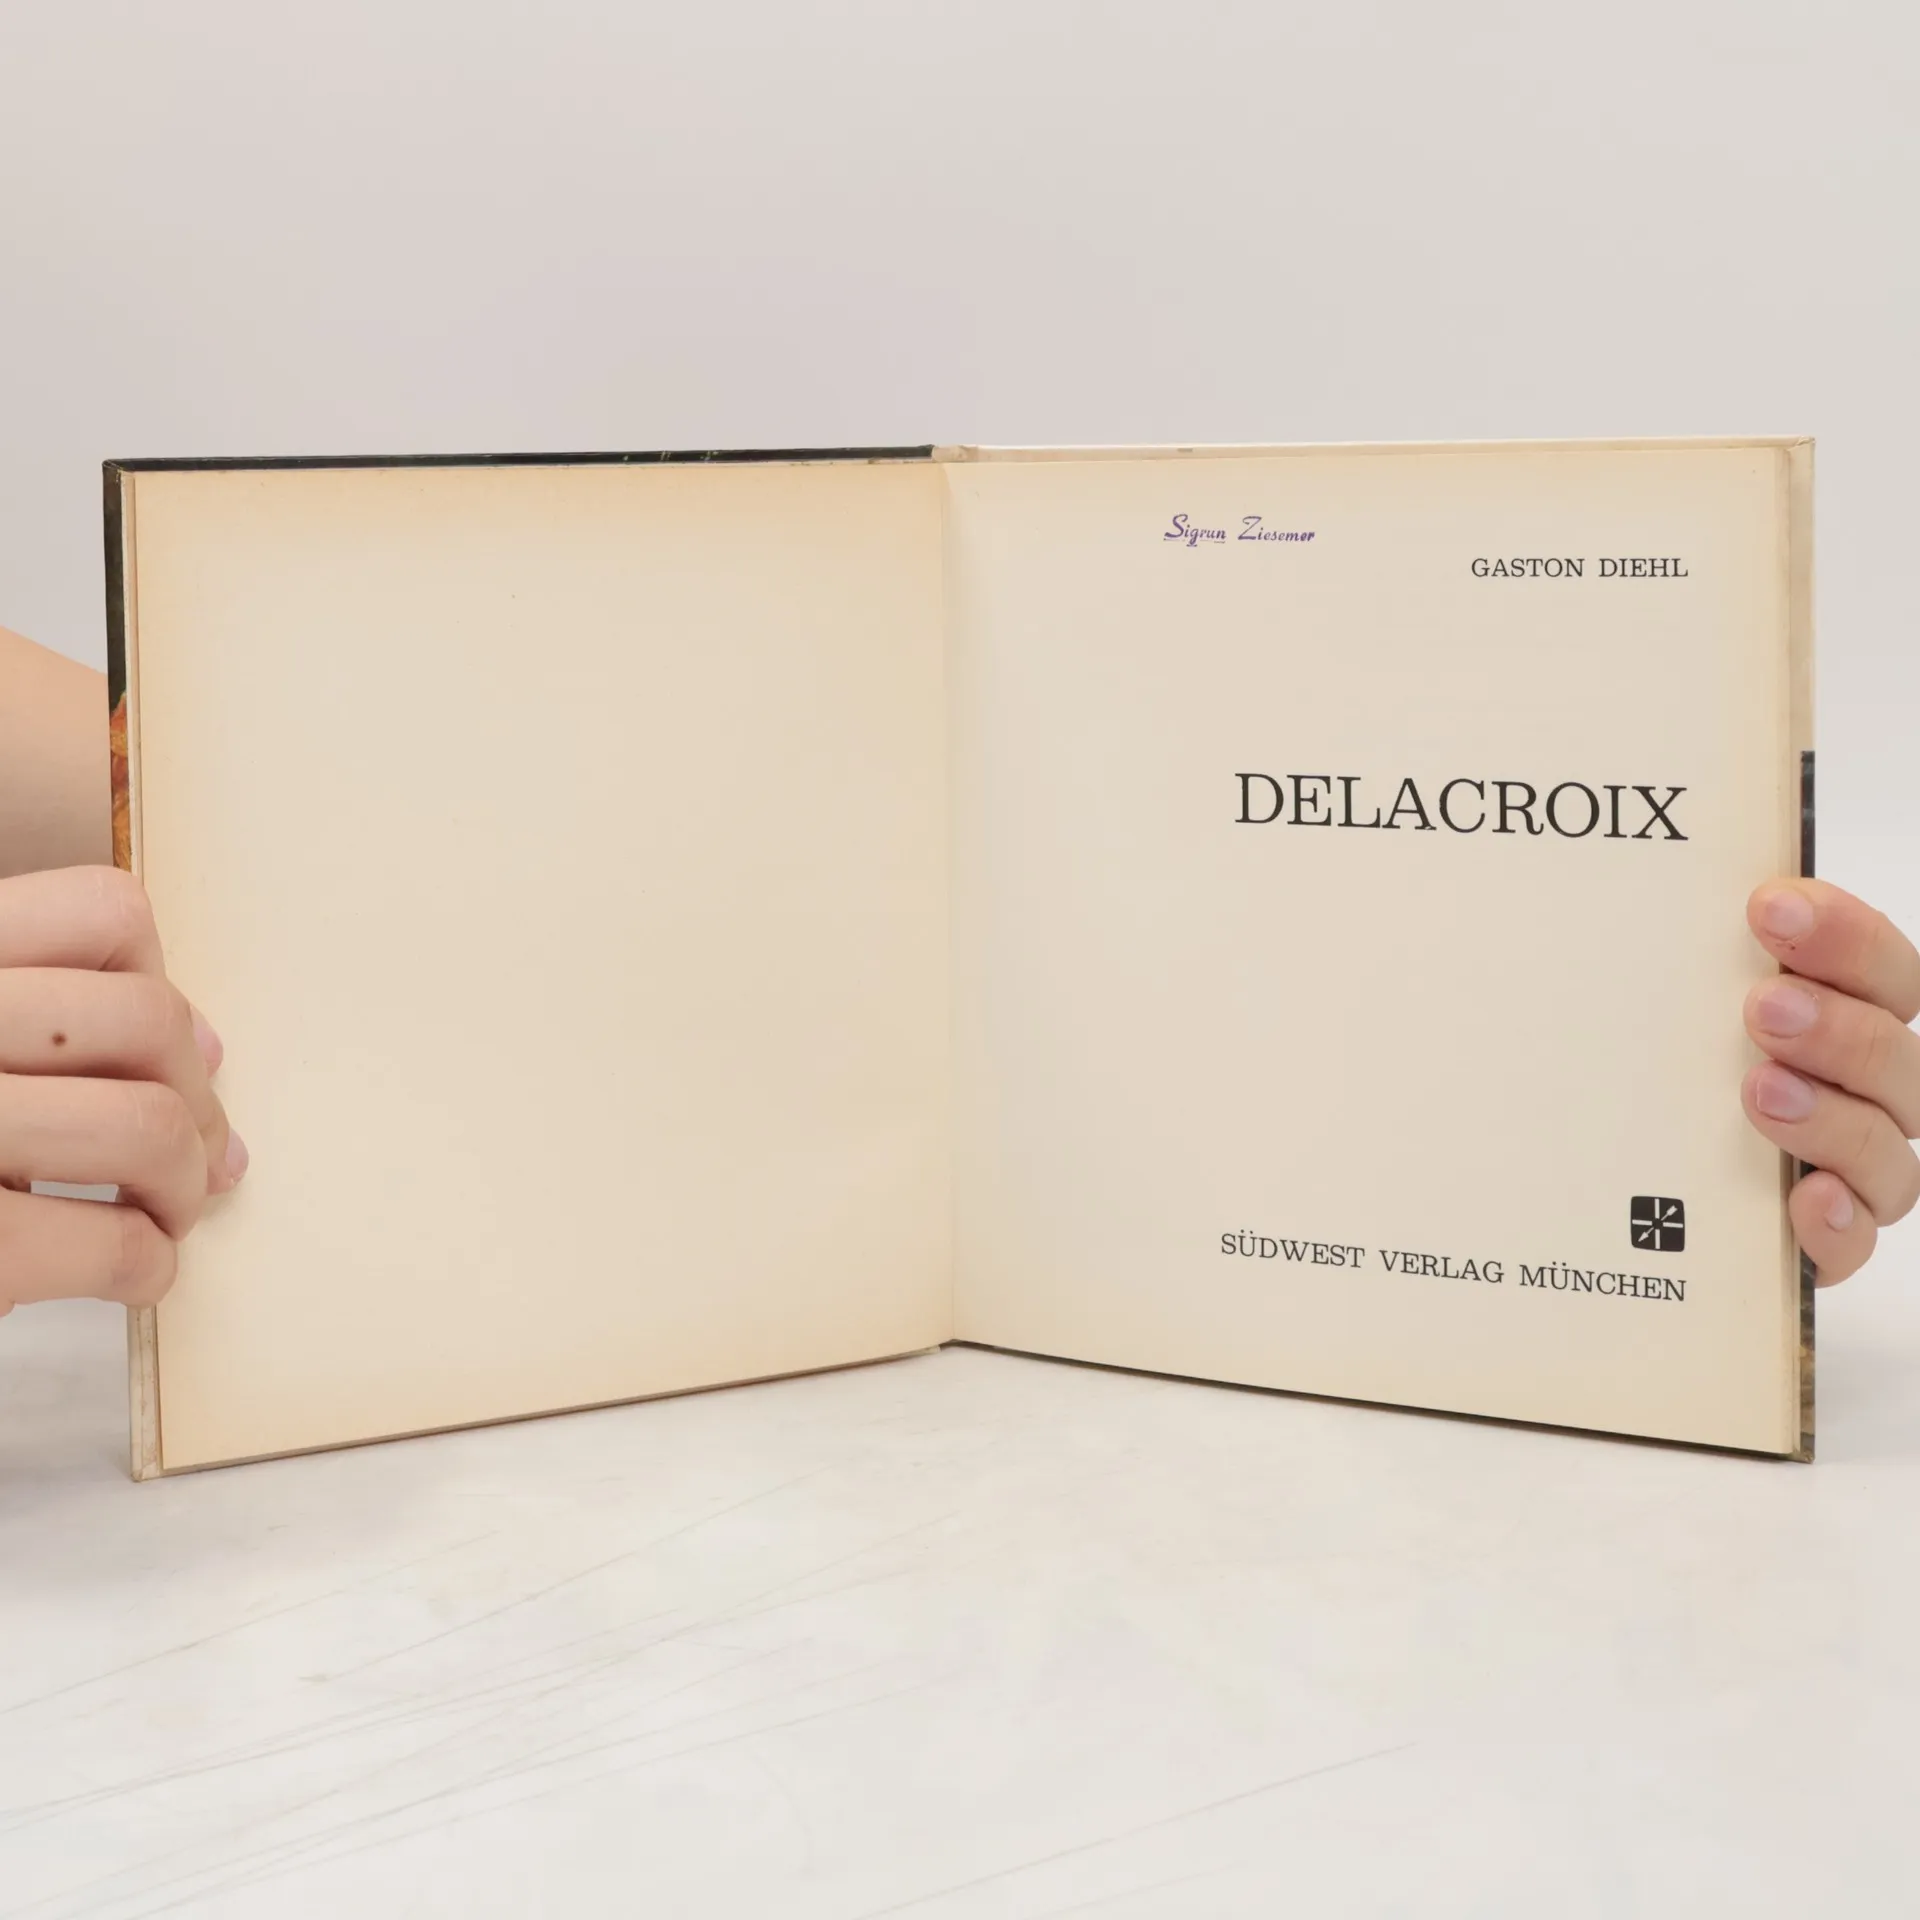 Sigrun Ziesemer
GASTON DIEHL
DELACROIX
SÜDWEST VERLAG MÜNCHEN